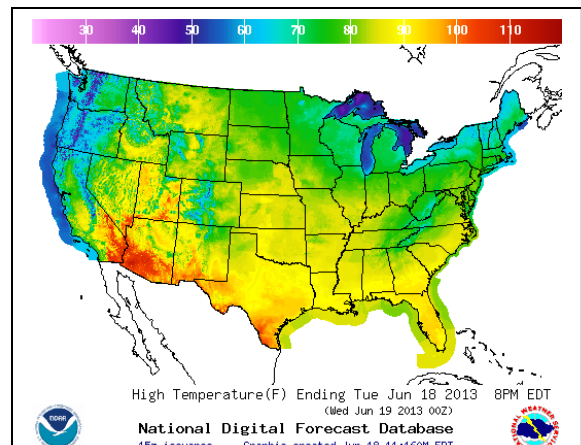 30 40 50 60 70 80 90 100 110
High Temperature(F) Ending Tue Jun 18 2013 8PM EDT
(Wed Jun 19 2013 00Z)
National Digital Forecast Database
NOAA